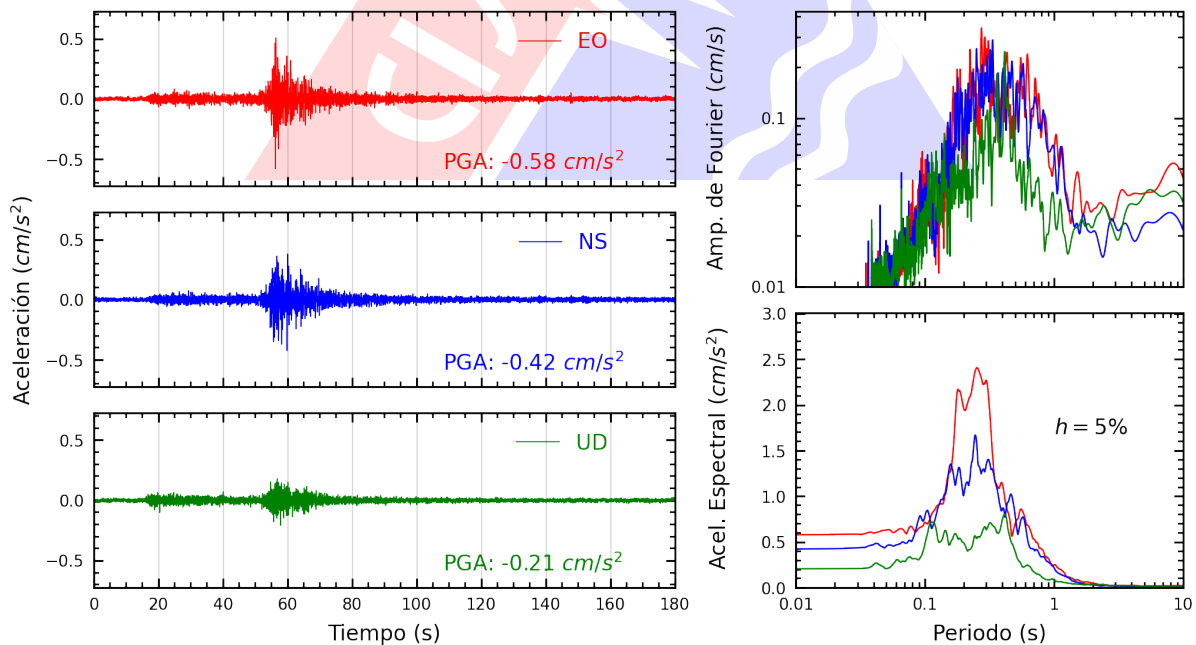 Aceleración (cm/s²)
0.5
0.0
−0.5
EO
PGA: -0.58 cm/s²
0.5
0.0
−0.5
NS
PGA: -0.42 cm/s²
0.5
0.0
−0.5
UD
PGA: -0.21 cm/s²
0 20 40 60 80 100 120 140 160 180
Tiempo (s)
Amp. de Fourier (cm/s)
0.1
0.01
Acel. Espectral (cm/s²)
3.0
2.5
2.0
1.5
1.0
0.5
0.0
h = 5%
0.01 0.1 1 10
Periodo (s)